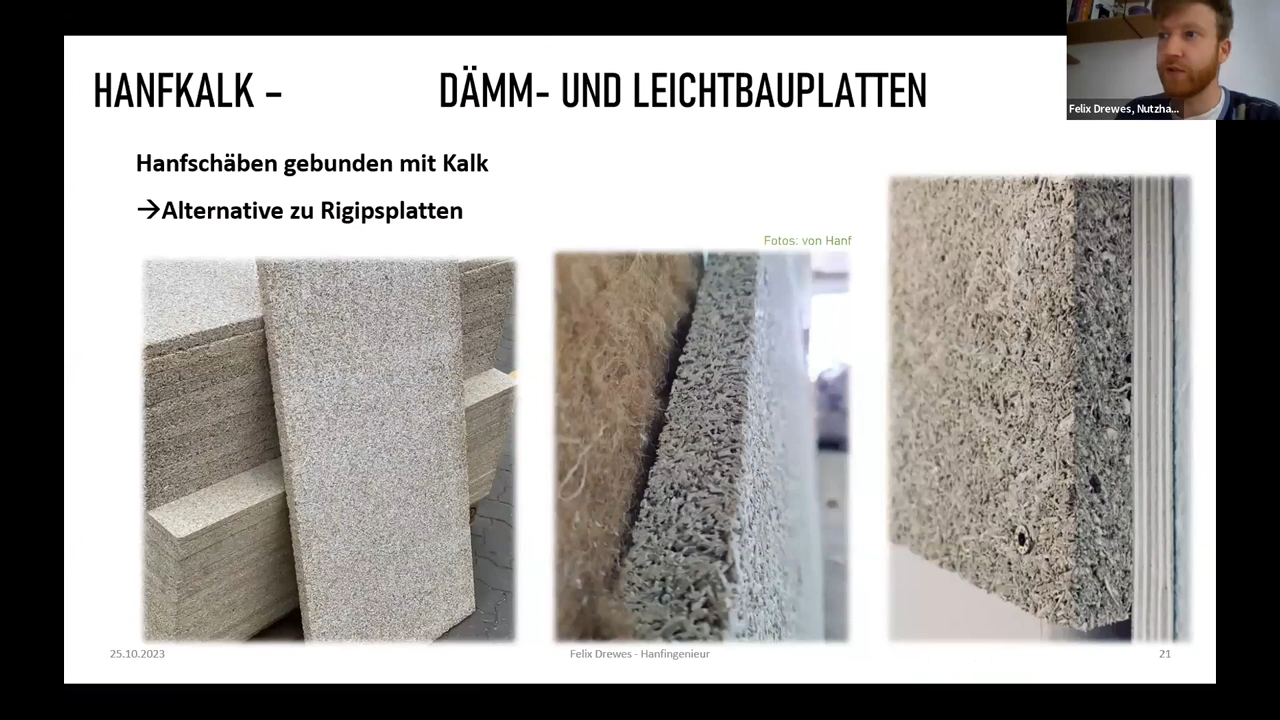 HANFKALK – DÄMM- UND LEICHTBAUPLATTEN
Felix Drewes, Nutzha...
Hanfschäben gebunden mit Kalk
→Alternative zu Rigipsplatten
Fotos: von Hanf
25.10.2023
Felix Drewes - Hanfingenieur
21